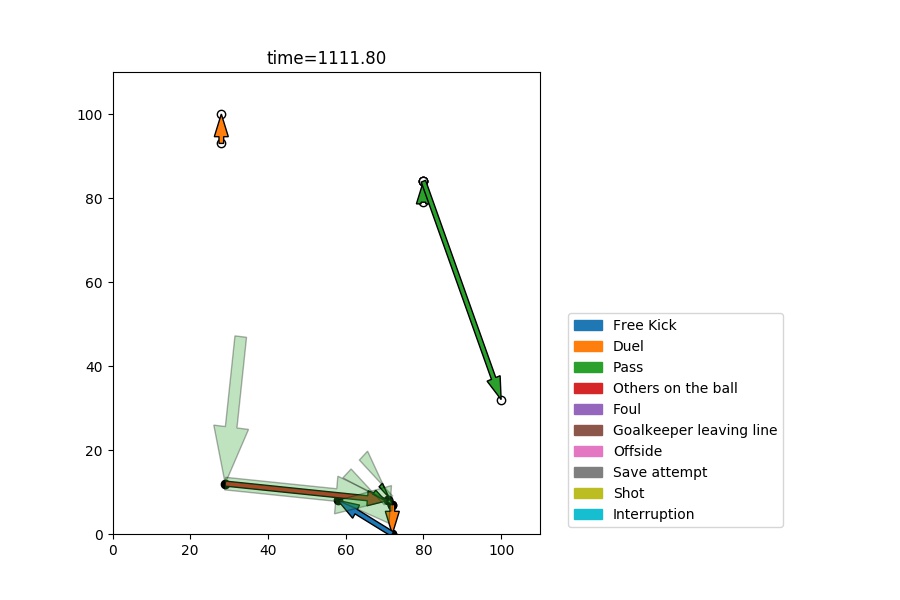 time=1111.80
100
80
60
40
20
0
0 20 40 60 80 100
Free Kick
Duel
Pass
Others on the ball
Foul
Goalkeeper leaving line
Offside
Save attempt
Shot
Interruption